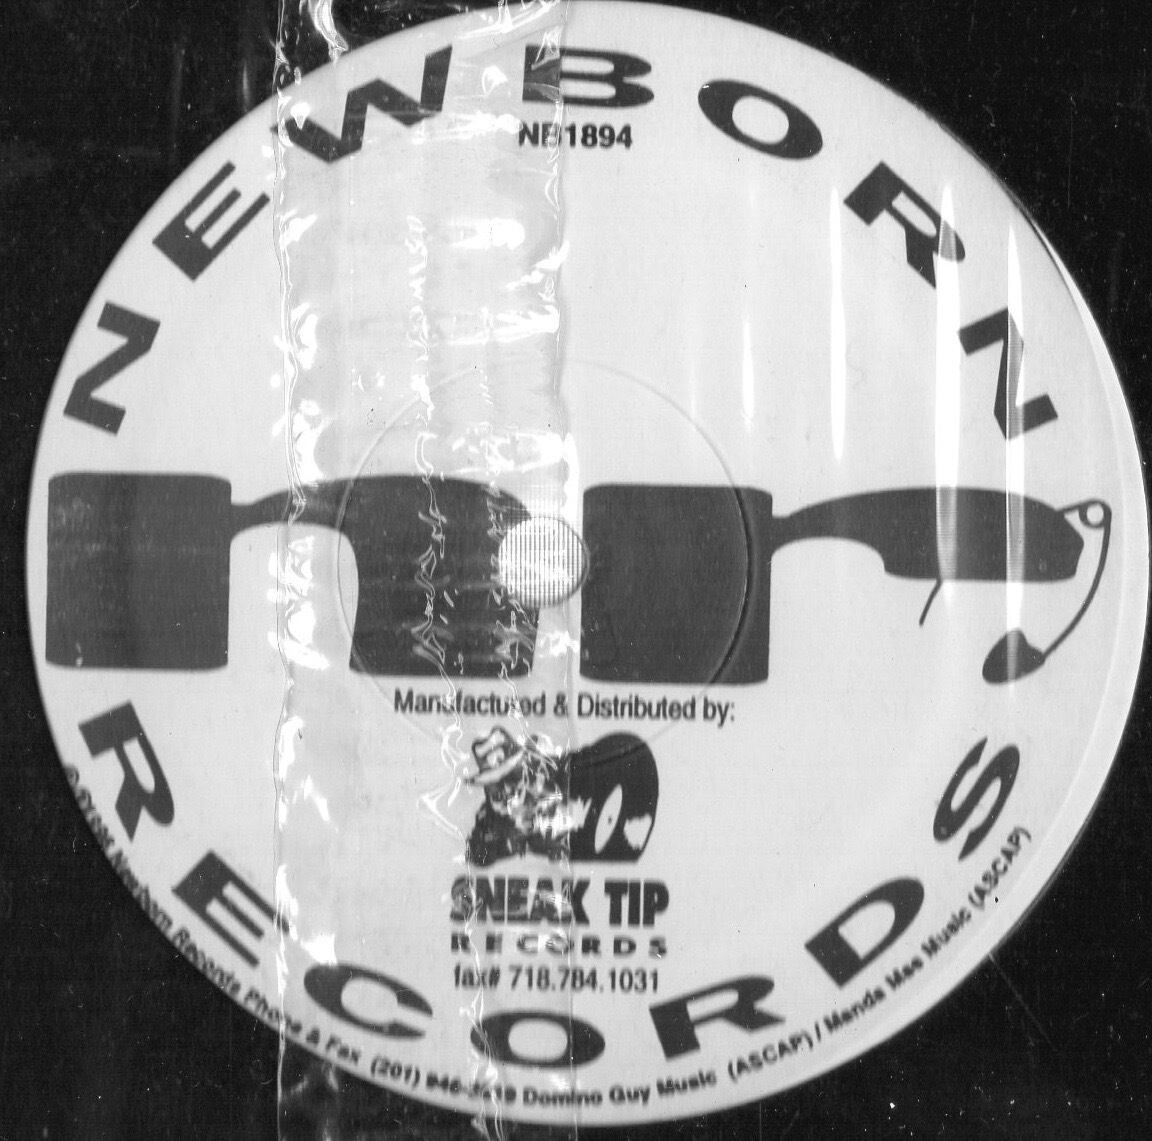 NEWBORN
NB1894
Manufactured & Distributed by:
SNEAK TIP
RECORDS
fax# 718.784.1031
RECORDS
Newborn Records Phone & Fax (201) Domino Guy Music (ASCAP) / Manda Mae Music (ASCAP)